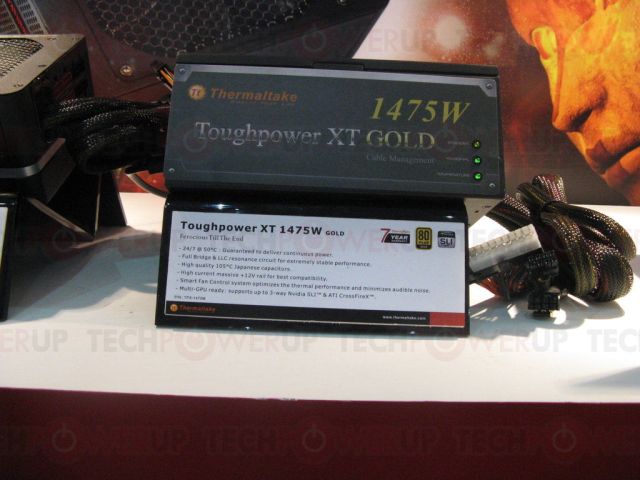 Thermaltake
1475W
Toughpower XT GOLD
Cable Management
TEMPERATURE
Toughpower XT 1475W GOLD
Ferocious Till The End
7 YEAR
80
SLI
- 24/7 @ 50°C : Guaranteed to deliver continuous power.
- Full Bridge & LLC resonance circuit for extremely stable performance.
- High quality 105°C Japanese capacitors.
- High current massive +12V rail for best compatibility.
- Smart Fan Control system optimizes the thermal performance and minimizes audible noise.
- Multi-GPU ready: supports up to 3-way Nvidia SLI™ & ATI CrossFireX™.
Thermaltake
www.thermaltake.com
TECHPOWERUP
TECHPOWERUP
TECHPOWERUP